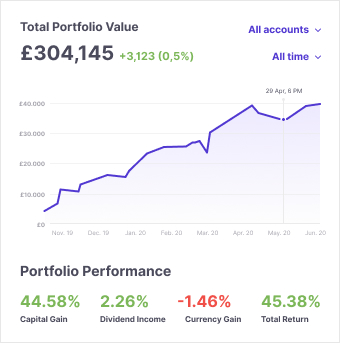 Total Portfolio Value
All accounts
£304,145 +3,123 (0,5%)
All time
29 Apr, 6 PM
£40.000
£30.000
£20.000
£10.000
£0
Nov. 19 Dec. 19 Jan. 20 Feb. 20 Mar. 20 Apr. 20 May. 20 Jun. 20
Portfolio Performance
44.58% 2.26% -1.46% 45.38%
Capital Gain Dividend Income Currency Gain Total Return